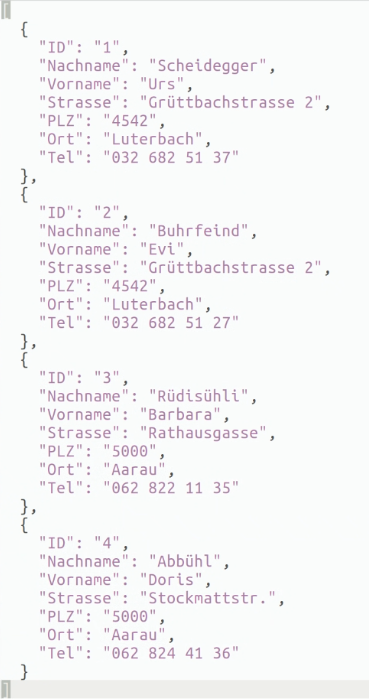 [
{
"ID": "1",
"Nachname": "Scheidegger",
"Vorname": "Urs",
"Strasse": "Grüttbachstrasse 2",
"PLZ": "4542",
"Ort": "Luterbach",
"Tel": "032 682 51 37"
},
{
"ID": "2",
"Nachname": "Buhrfeind",
"Vorname": "Evi",
"Strasse": "Grüttbachstrasse 2",
"PLZ": "4542",
"Ort": "Luterbach",
"Tel": "032 682 51 27"
},
{
"ID": "3",
"Nachname": "Rüdisühli",
"Vorname": "Barbara",
"Strasse": "Rathausgasse",
"PLZ": "5000",
"Ort": "Aarau",
"Tel": "062 822 11 35"
},
{
"ID": "4",
"Nachname": "Abbühl",
"Vorname": "Doris",
"Strasse": "Stockmattstr.",
"PLZ": "5000",
"Ort": "Aarau",
"Tel": "062 824 41 36"
}
]